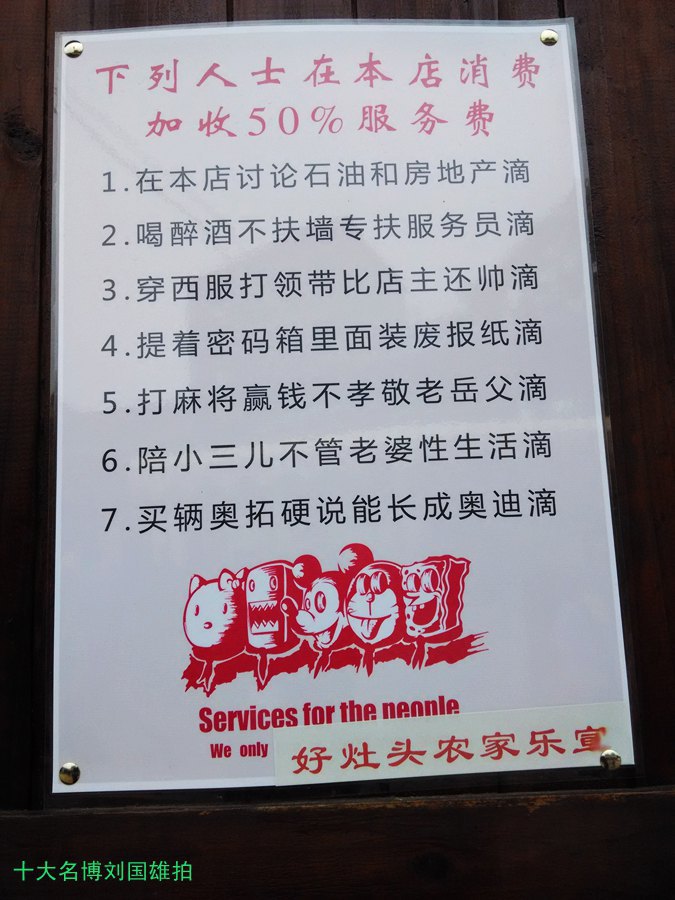 下列人士在本店消费
加收50%服务费
1.在本店讨论石油和房地产滴
2.喝醉酒不扶墙专扶服务员滴
3.穿西服打领带比店主还帅滴
4.提着密码箱里面装废报纸滴
5.打麻将赢钱不孝敬老岳父滴
6.陪小三儿不管老婆性生活滴
7.买辆奥拓硬说能长成奥迪滴
Services for the people
We only
好灶头农家乐宣
十大名博刘国雄拍